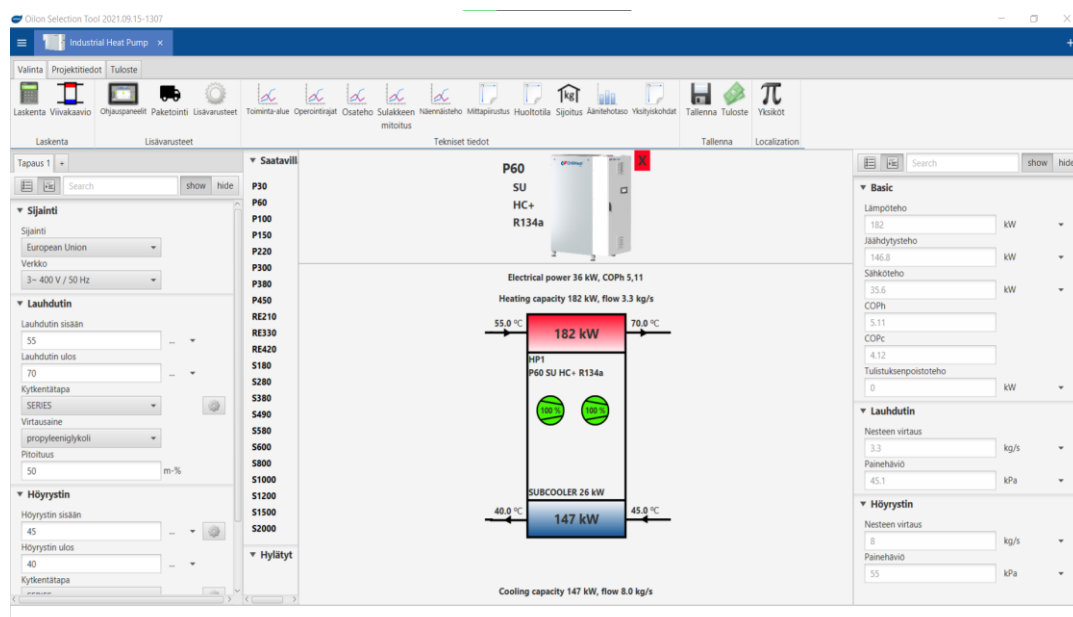 Oilon Selection Tool 2021.09.15-1307
Industrial Heat Pump ×
Valinta Projektitiedot Tuloste
Laskenta Viivakaavio Ohjauspaneelit Paketointi Lisävarusteet Toiminta-alue Operointirajat Osateho Sulakkeen mitoitus Näennäisteho Mittapiirustus Huoltotila Sijoitus Äänitehotaso Yksityiskohdat Tallenna Tuloste Yksiköt
kg
π
Laskenta Lisävarusteet Tekniset tiedot Tallenna Localization
Tapaus 1 +
Search show hide
Sijainti
Sijainti
European Union
Verkko
3~ 400 V / 50 Hz
Lauhdutin
Lauhdutin sisään
55 ...
Lauhdutin ulos
70 ...
Kytkentätapa
SERIES
Virtausaine
propyleeniglykoli
Pitoituus
50 m-%
Höyrystin
Höyrystin sisään
45 ...
Höyrystin ulos
40 ...
Kytkentätapa
Saatavill
P30
P60
P100
P150
P220
P300
P380
P450
RE210
RE330
RE420
S180
S280
S380
S490
S580
S600
S800
S1000
S1200
S1500
S2000
Hylätyt
P60
SU
HC+
R134a
X
Electrical power 36 kW, COPh 5,11
Heating capacity 182 kW, flow 3.3 kg/s
55.0 °C 70.0 °C
182 kW
HP1
P60 SU HC+ R134a
100 % 100 %
SUBCOOLER 26 kW
40.0 °C 45.0 °C
147 kW
Cooling capacity 147 kW, flow 8.0 kg/s
Search show hide
Basic
Lämpöteho
182 kW
Jäähdytysteho
146.8 kW
Sähköteho
35.6 kW
COPh
5.11
COPc
4.12
Tulistuksenpoistoteho
0 kW
Lauhdutin
Nesteen virtaus
3.3 kg/s
Painehäviö
45.1 kPa
Höyrystin
Nesteen virtaus
8 kg/s
Painehäviö
55 kPa